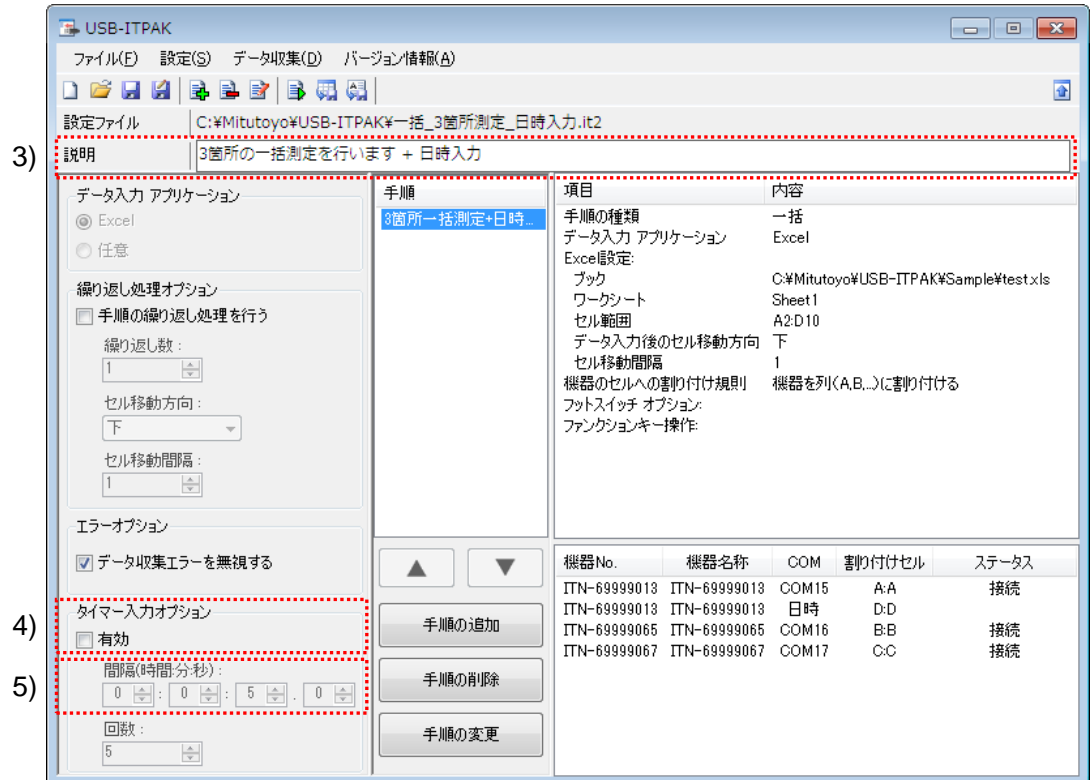 USB-ITPAK
ファイル(F) 設定(S) データ収集(D) バージョン情報(A)
設定ファイル C:¥Mitutoyo¥USB-ITPAK¥一括_3箇所測定_日時入力.it2
3) 説明 3箇所の一括測定を行います + 日時入力
データ入力 アプリケーション
Excel
任意
繰り返し処理オプション
手順の繰り返し処理を行う
繰り返し数:
1
セル移動方向:
下
セル移動間隔:
1
エラーオプション
データ収集エラーを無視する
4) タイマー入力オプション
有効
5) 間隔(時間:分:秒):
0 : 0 : 5 . 0
回数:
5
手順
3箇所一括測定+日時...
▲ ▼
手順の追加
手順の削除
手順の変更
項目 内容
手順の種類 一括
データ入力 アプリケーション Excel
Excel設定:
ブック C:¥Mitutoyo¥USB-ITPAK¥Sample¥test.xls
ワークシート Sheet1
セル範囲 A2:D10
データ入力後のセル移動方向 下
セル移動間隔 1
機器のセルへの割り付け規則 機器を列(A,B,...)に割り付ける
フットスイッチ オプション:
ファンクションキー操作:
機器No. 機器名称 COM 割り付けセル ステータス
ITN-69999013 ITN-69999013 COM15 A:A 接続
ITN-69999013 ITN-69999013 日時 D:D
ITN-69999065 ITN-69999065 COM16 B:B 接続
ITN-69999067 ITN-69999067 COM17 C:C 接続